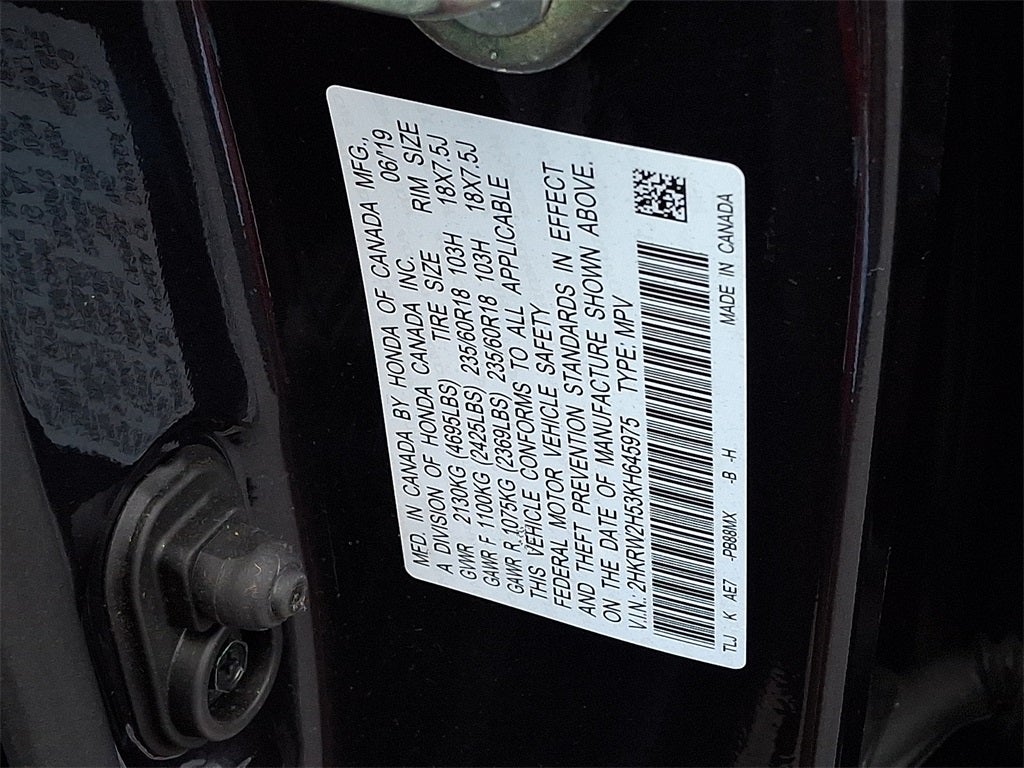 MFD. IN CANADA BY HONDA OF CANADA MFG.,
A DIVISION OF HONDA CANADA INC. 06/19
GVWR 2130KG (4695LBS) TIRE SIZE RIM SIZE
GAWR F 1100KG (2425LBS) 235/60R18 103H 18X7.5J
GAWR R 1075KG (2369LBS) 235/60R18 103H 18X7.5J
THIS VEHICLE CONFORMS TO ALL APPLICABLE
FEDERAL MOTOR VEHICLE SAFETY
AND THEFT PREVENTION STANDARDS IN EFFECT
ON THE DATE OF MANUFACTURE SHOWN ABOVE.
V.I.N.: 2HKRW2H53KH645975 TYPE: MPV
TLJ K AE7 -PB88MX -B -H MADE IN CANADA